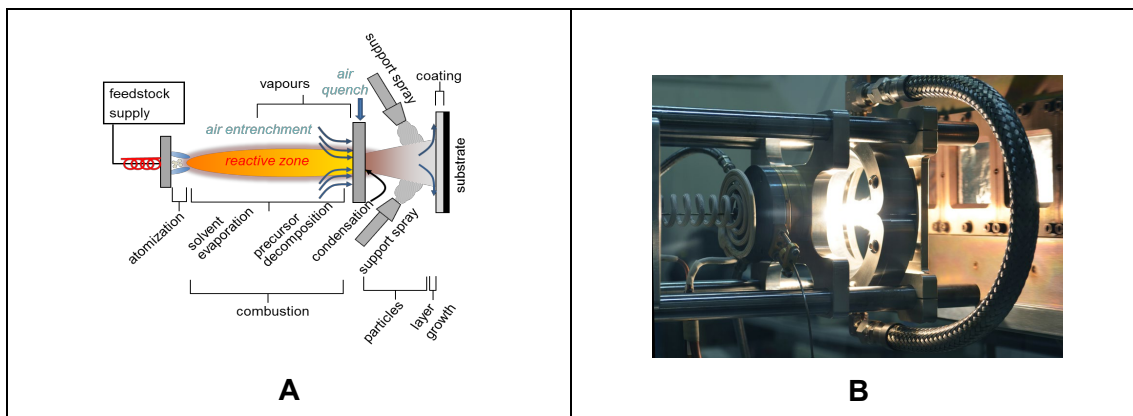 support spray
coating
air
quench
vapours
feedstock
supply
air entrenchment
reactive zone
substrate
atomization
solvent
evaporation
precursor
decomposition
condensation
support spray
combustion
particles
layer
growth
A
B